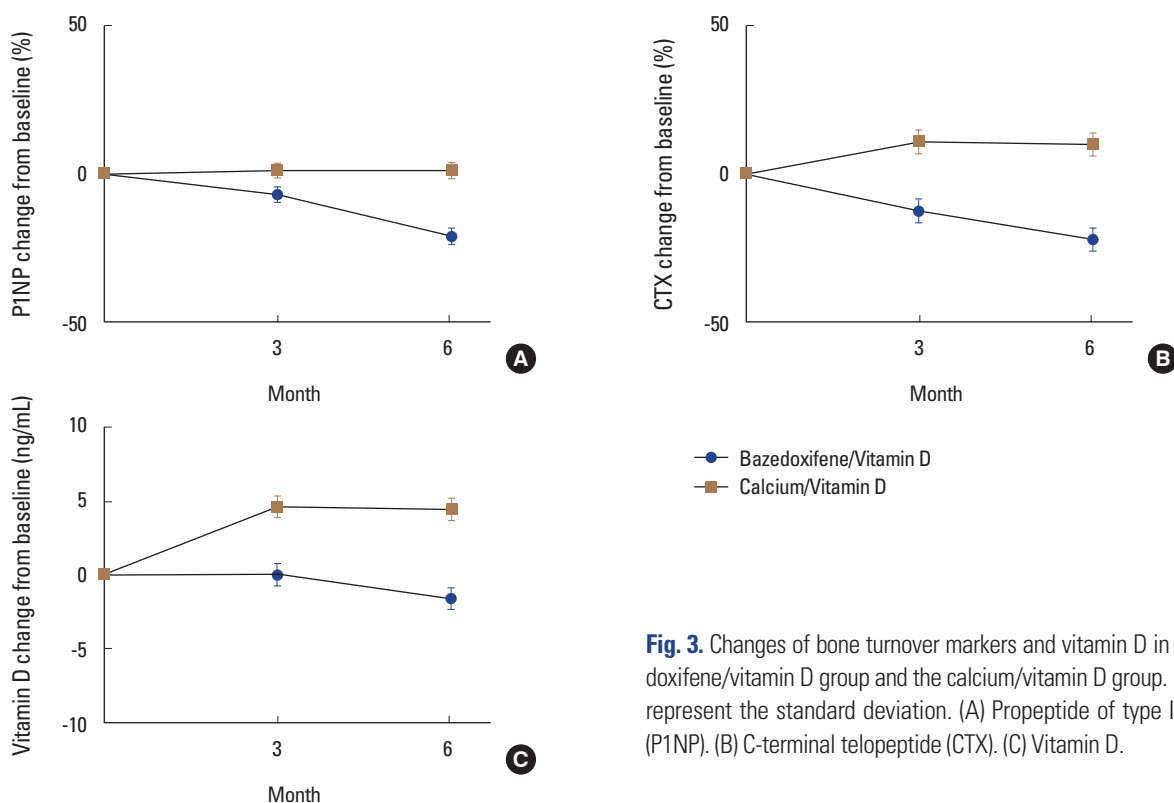 P1NP change from baseline (%)
50
0
-50
3
6
Month
A
CTX change from baseline (%)
50
0
-50
3
6
Month
B
Vitamin D change from baseline (ng/mL)
10
5
0
-5
-10
3
6
Month
C
Bazedoxifene/Vitamin D
Calcium/Vitamin D
Fig. 3. Changes of bone turnover markers and vitamin D in
doxifene/vitamin D group and the calcium/vitamin D group.
represent the standard deviation. (A) Propeptide of type I
(P1NP). (B) C-terminal telopeptide (CTX). (C) Vitamin D.